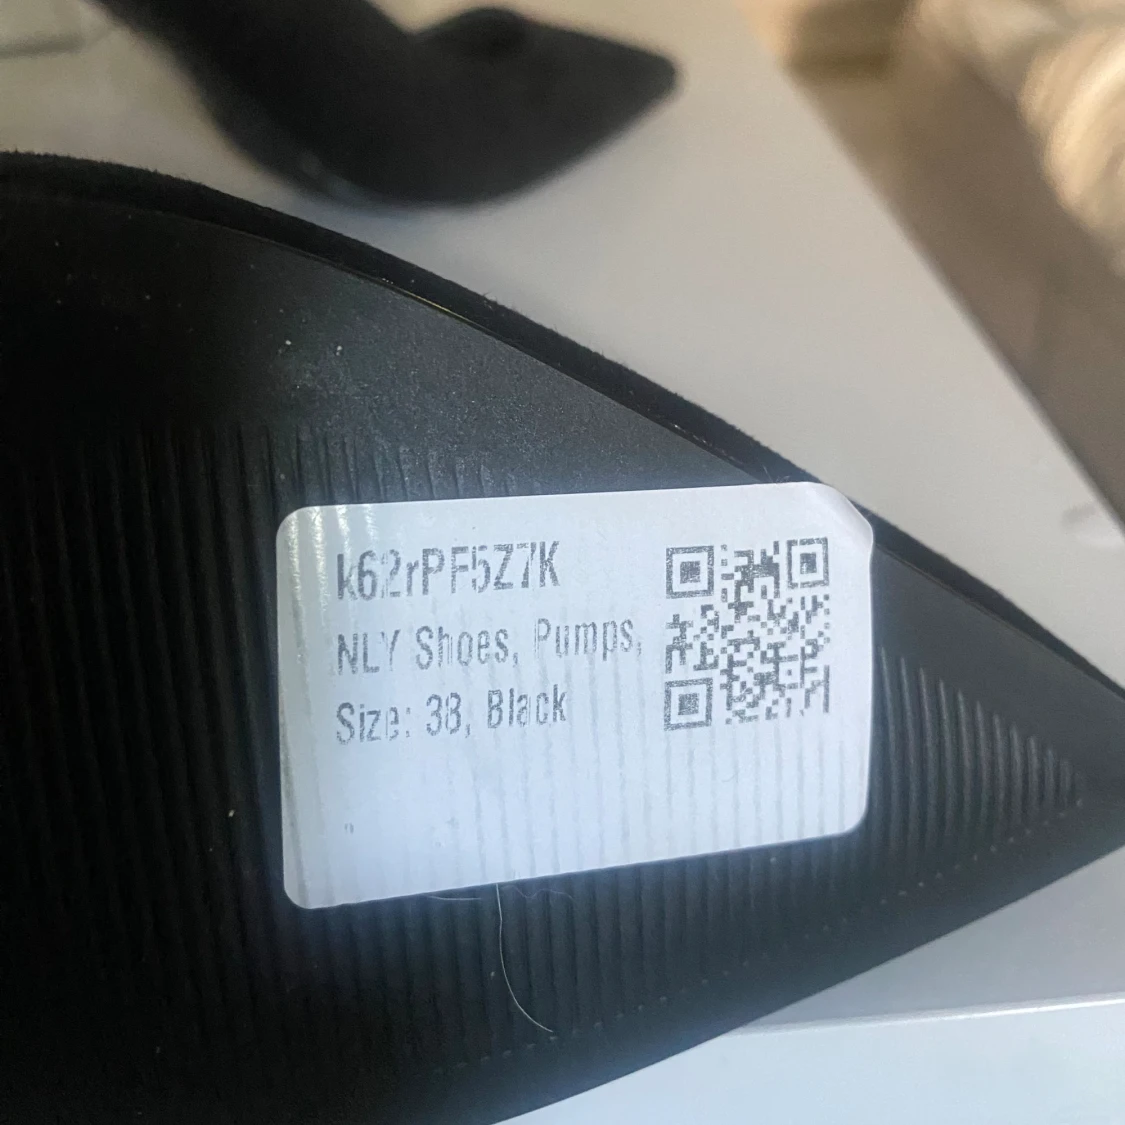 k62rPF5Z7K
NLY Shoes, Pumps,
Size: 38, Black